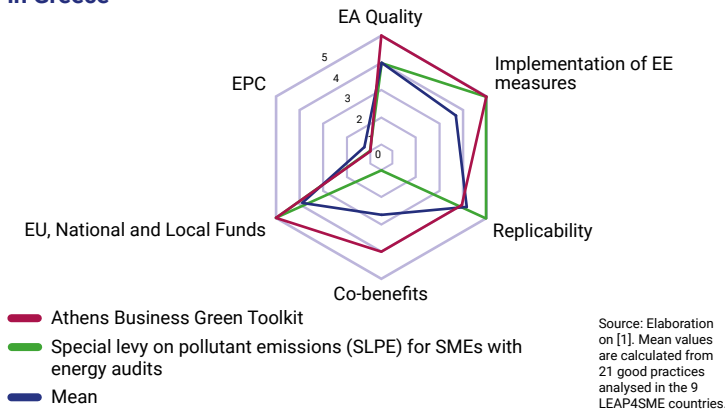 in Greece
EA Quality
Implementation of EE
measures
EPC
5
4
3
2
0
EU, National and Local Funds
Replicability
Co-benefits
Athens Business Green Toolkit
Special levy on pollutant emissions (SLPE) for SMEs with
energy audits
Mean
Source: Elaboration
on [1]. Mean values
are calculated from
21 good practices
analysed in the 9
LEAP4SME countries.